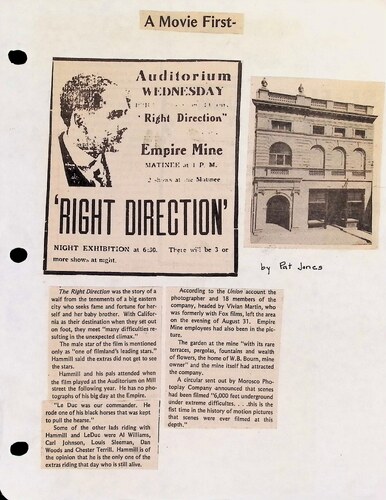 A Movie First-
Auditorium
WEDNESDAY
"Right Direction"
Empire Mine
MATINEE at 1 P. M.
2 shows at the Matinee
'RIGHT DIRECTION'
NIGHT EXHIBITION at 6:30. There will be 3 or
more shows at night.
by Pat Jones
The Right Direction was the story of a
waif from the tenements of a big eastern
city who seeks fame and fortune for her-
self and her baby brother. With California
as their destination when they set out
on foot, they meet "many difficulties re-
sulting in the unexpected climax."
The male star of the film is mentioned
only as "one of filmland's leading stars."
Hammill said the extras did not get to see
the stars.
Hammill and his pals attended when
the film played at the Auditorium on Mill
street the following year. He has no pho-
tographs of his big day at the Empire.
"Le Duc was our commander. He
rode one of his black horses that was kept
to pull the hearse."
Some of the other lads riding with
Hammill and LeDuc were Al Williams,
Carl Johnson, Louis Sleeman, Dan
Woods and Chester Terrill. Hammill is of
the opinion that he is the only one of the
extras riding that day who is still alive.
According to the Union account the
photographer and 18 members of the
company, headed by Vivian Martin, who
was formerly with Fox films, left the area
on the evening of August 31. Empire
Mine employees had also been in the pic-
ture.
The garden at the mine "with its rare
terraces, pergolas, fountains and wealth
of flowers, the home of W.B. Bourn, mine
owner" and the mine itself had attracted
the company.
A circular sent out by Morosco Pho-
toplay Company announced that scenes
had been filmed "6,000 feet underground
under extreme difficulties. . . .this is the
fist time in the history of motion pictures
that scenes were ever filmed at this
depth."